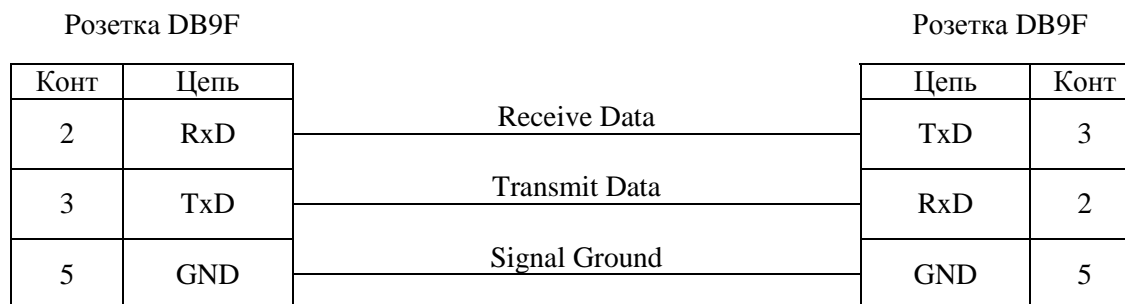 Розетка DB9F Розетка DB9F
Конт Цепь Цепь Конт
2 RxD Receive Data TxD 3
3 TxD Transmit Data RxD 2
5 GND Signal Ground GND 5